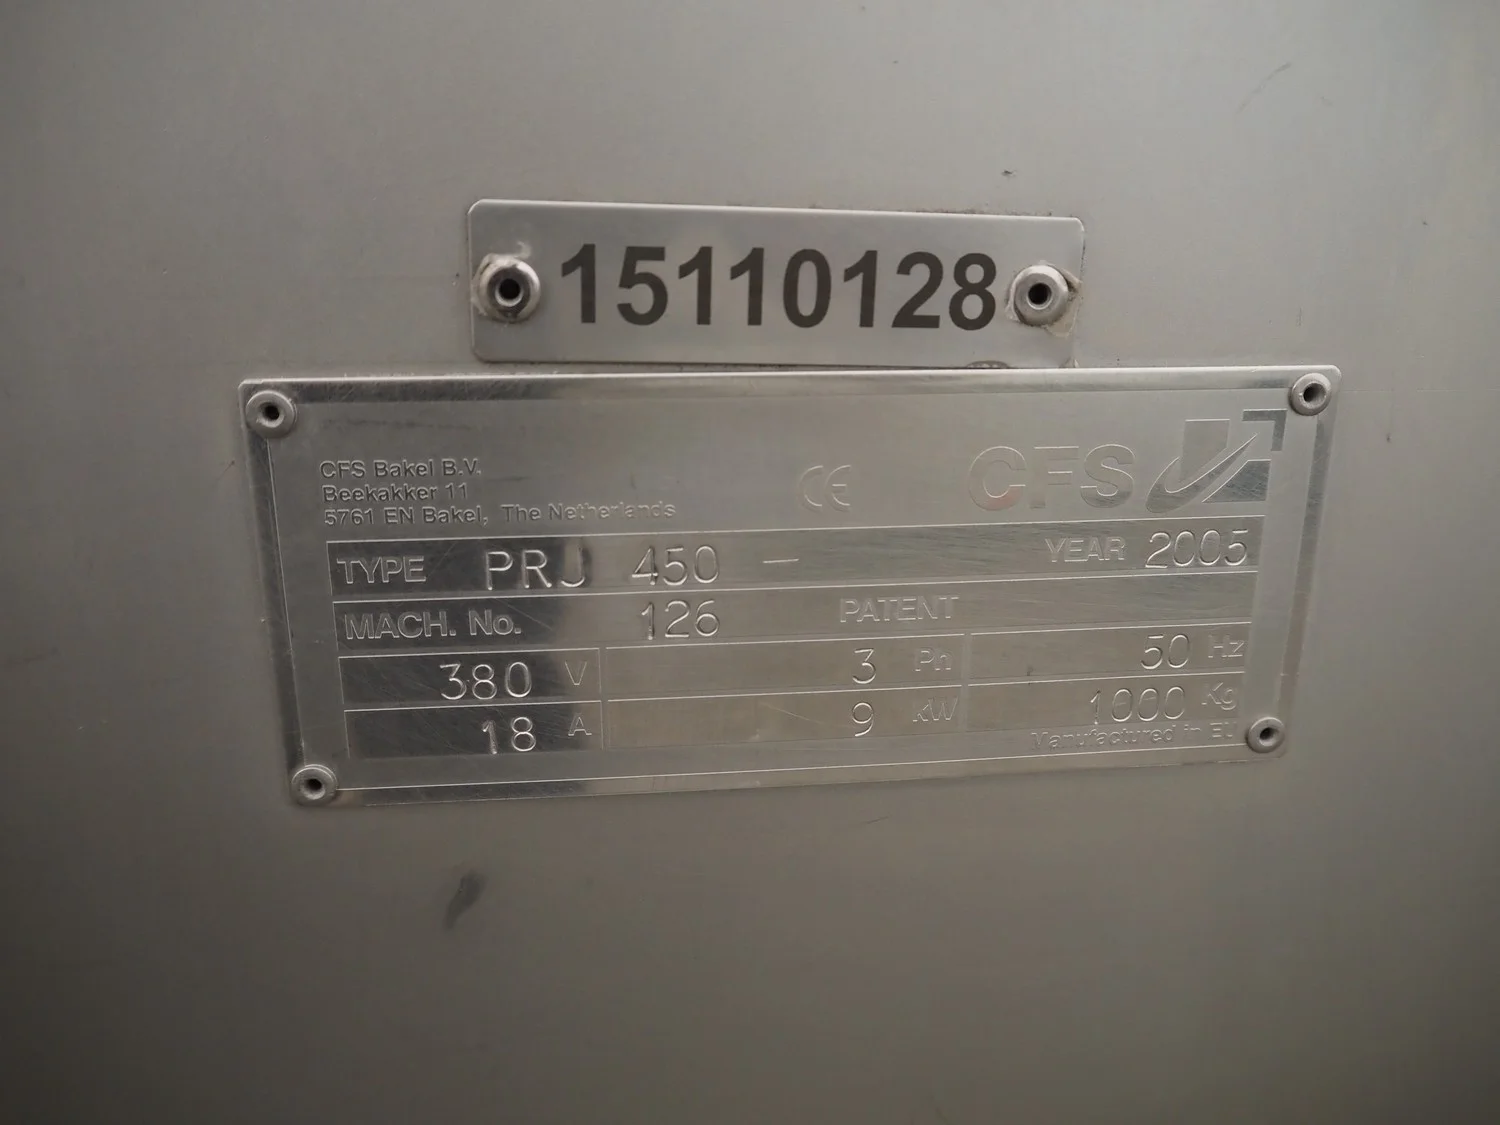 15110128
CFS Bakel B.V.
Beekakker 11
5761 EN Bakel, The Netherlands
CE
CFS
TYPE PRJ 450 — YEAR 2005
MACH. No. 126 PATENT
380 V 3 Ph 50 Hz
18 A 9 kW 1000 Kg
Manufactured in EU